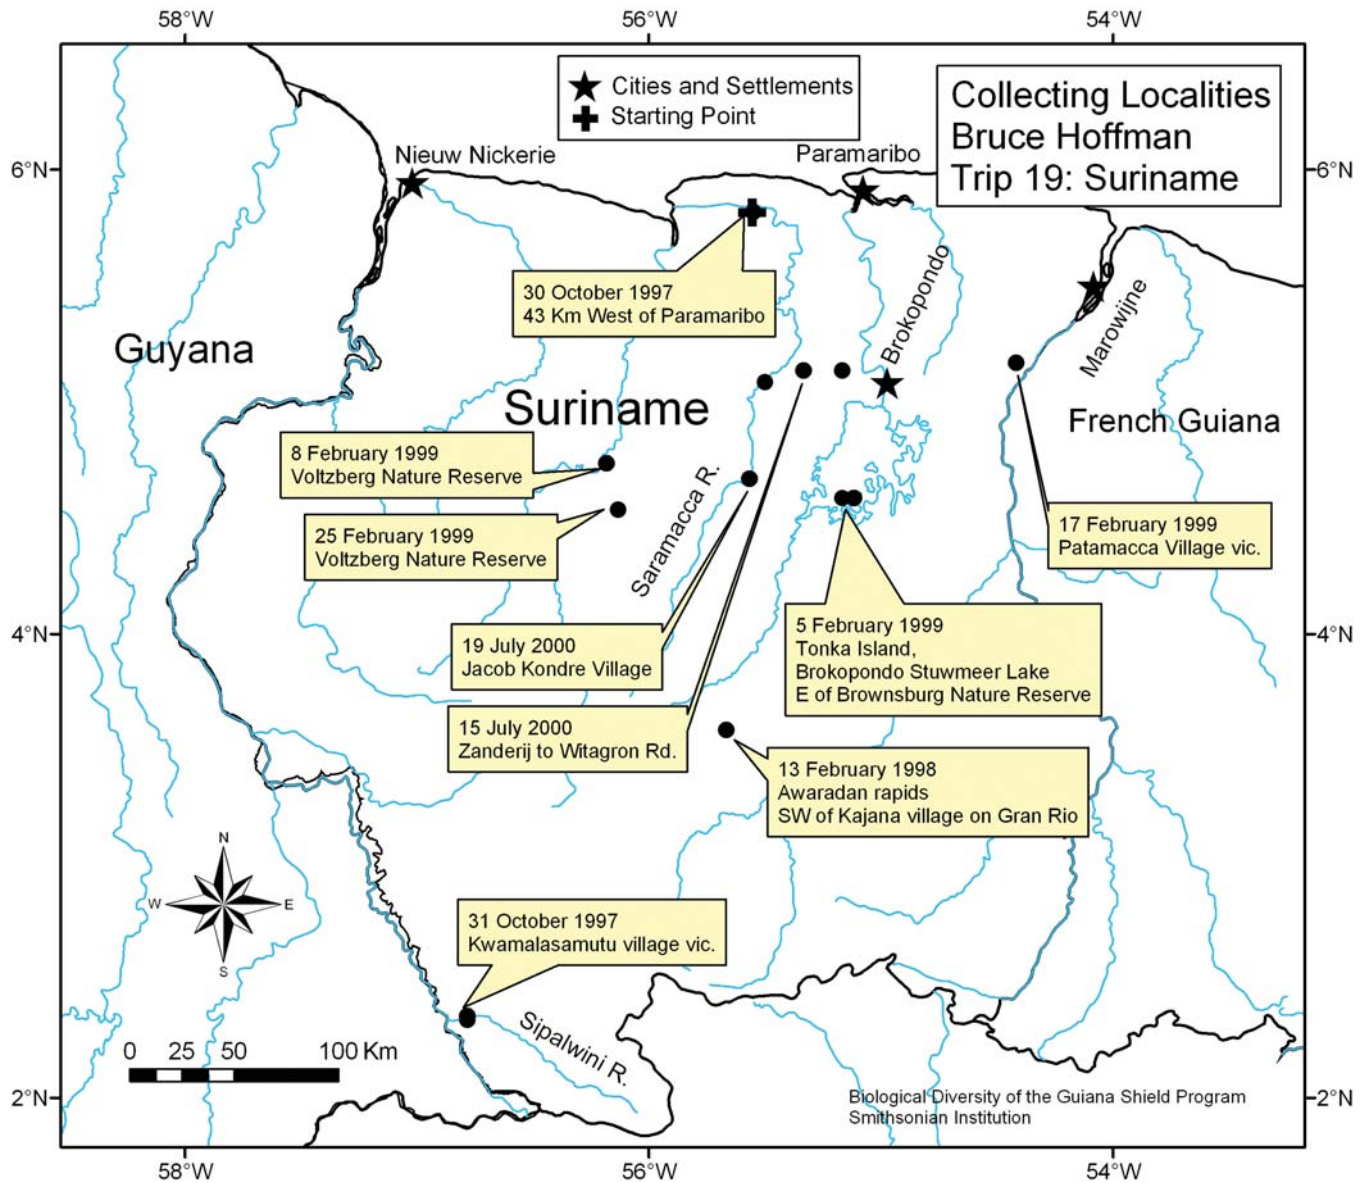 58°W
56°W
54°W
Cities and Settlements
Starting Point
Collecting Localities
Bruce Hoffman
Trip 19: Suriname
6°N
6°N
Nieuw Nickerie
Paramaribo
30 October 1997
43 Km West of Paramaribo
Brokopondo
Marowijne
Guyana
Suriname
French Guiana
8 February 1999
Voltzberg Nature Reserve
25 February 1999
Voltzberg Nature Reserve
Saramacca R.
17 February 1999
Patamacca Village vic.
4°N
4°N
19 July 2000
Jacob Kondre Village
5 February 1999
Tonka Island,
Brokopondo Stuwmeer Lake
E of Brownsburg Nature Reserve
15 July 2000
Zanderij to Witagron Rd.
13 February 1998
Awaradan rapids
SW of Kajana village on Gran Rio
N
W
E
S
31 October 1997
Kwamalasamutu village vic.
Sipalwini R.
0 25 50 100 Km
2°N
2°N
Biological Diversity of the Guiana Shield Program
Smithsonian Institution
58°W
56°W
54°W